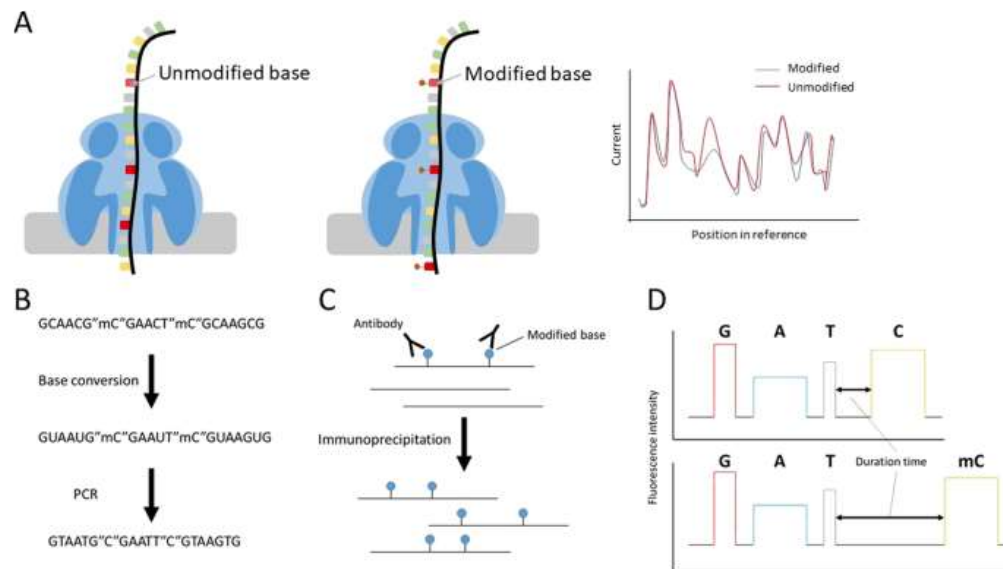 A
Unmodified base
Modified base
Modified
Unmodified
Current
Position in reference
B
GCAACG"mC"GAACT"mC"GCAAGCG
Base conversion
GUAAUG"mC"GAAUT"mC"GUAAGUG
PCR
GTAATG"C"GAATT"C"GTAAGTG
C
Antibody
Modified base
Immunoprecipitation
D
G A T C
Fluorescence intensity
Duration time
G A T mC